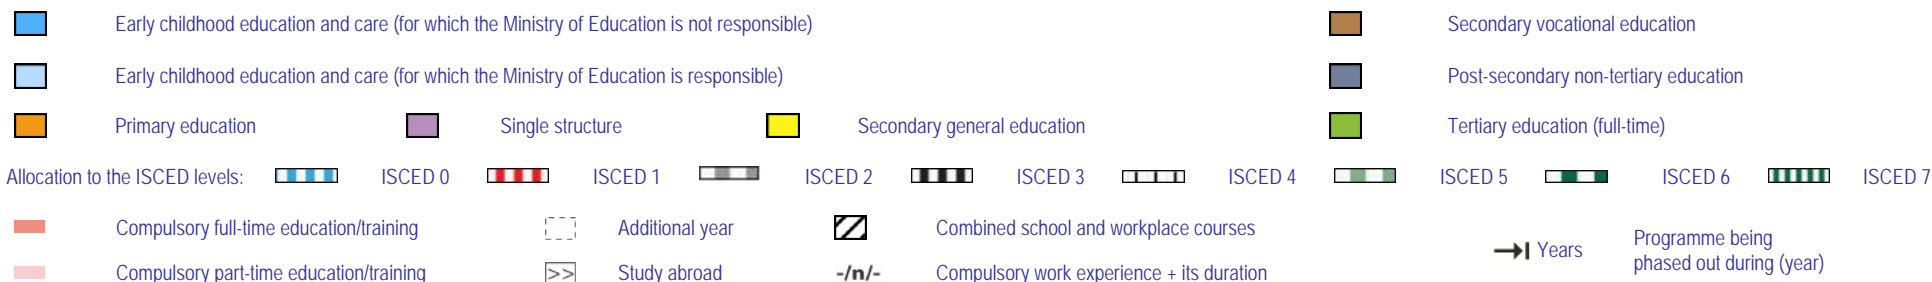 Early childhood education and care (for which the Ministry of Education is not responsible) Secondary vocational education
Early childhood education and care (for which the Ministry of Education is responsible) Post-secondary non-tertiary education
Primary education Single structure Secondary general education Tertiary education (full-time)
Allocation to the ISCED levels: ISCED 0 ISCED 1 ISCED 2 ISCED 3 ISCED 4 ISCED 5 ISCED 6 ISCED 7
Compulsory full-time education/training Additional year Combined school and workplace courses
Years
Programme being
phased out during (year)
Compulsory part-time education/training >> Study abroad -/n/- Compulsory work experience + its duration